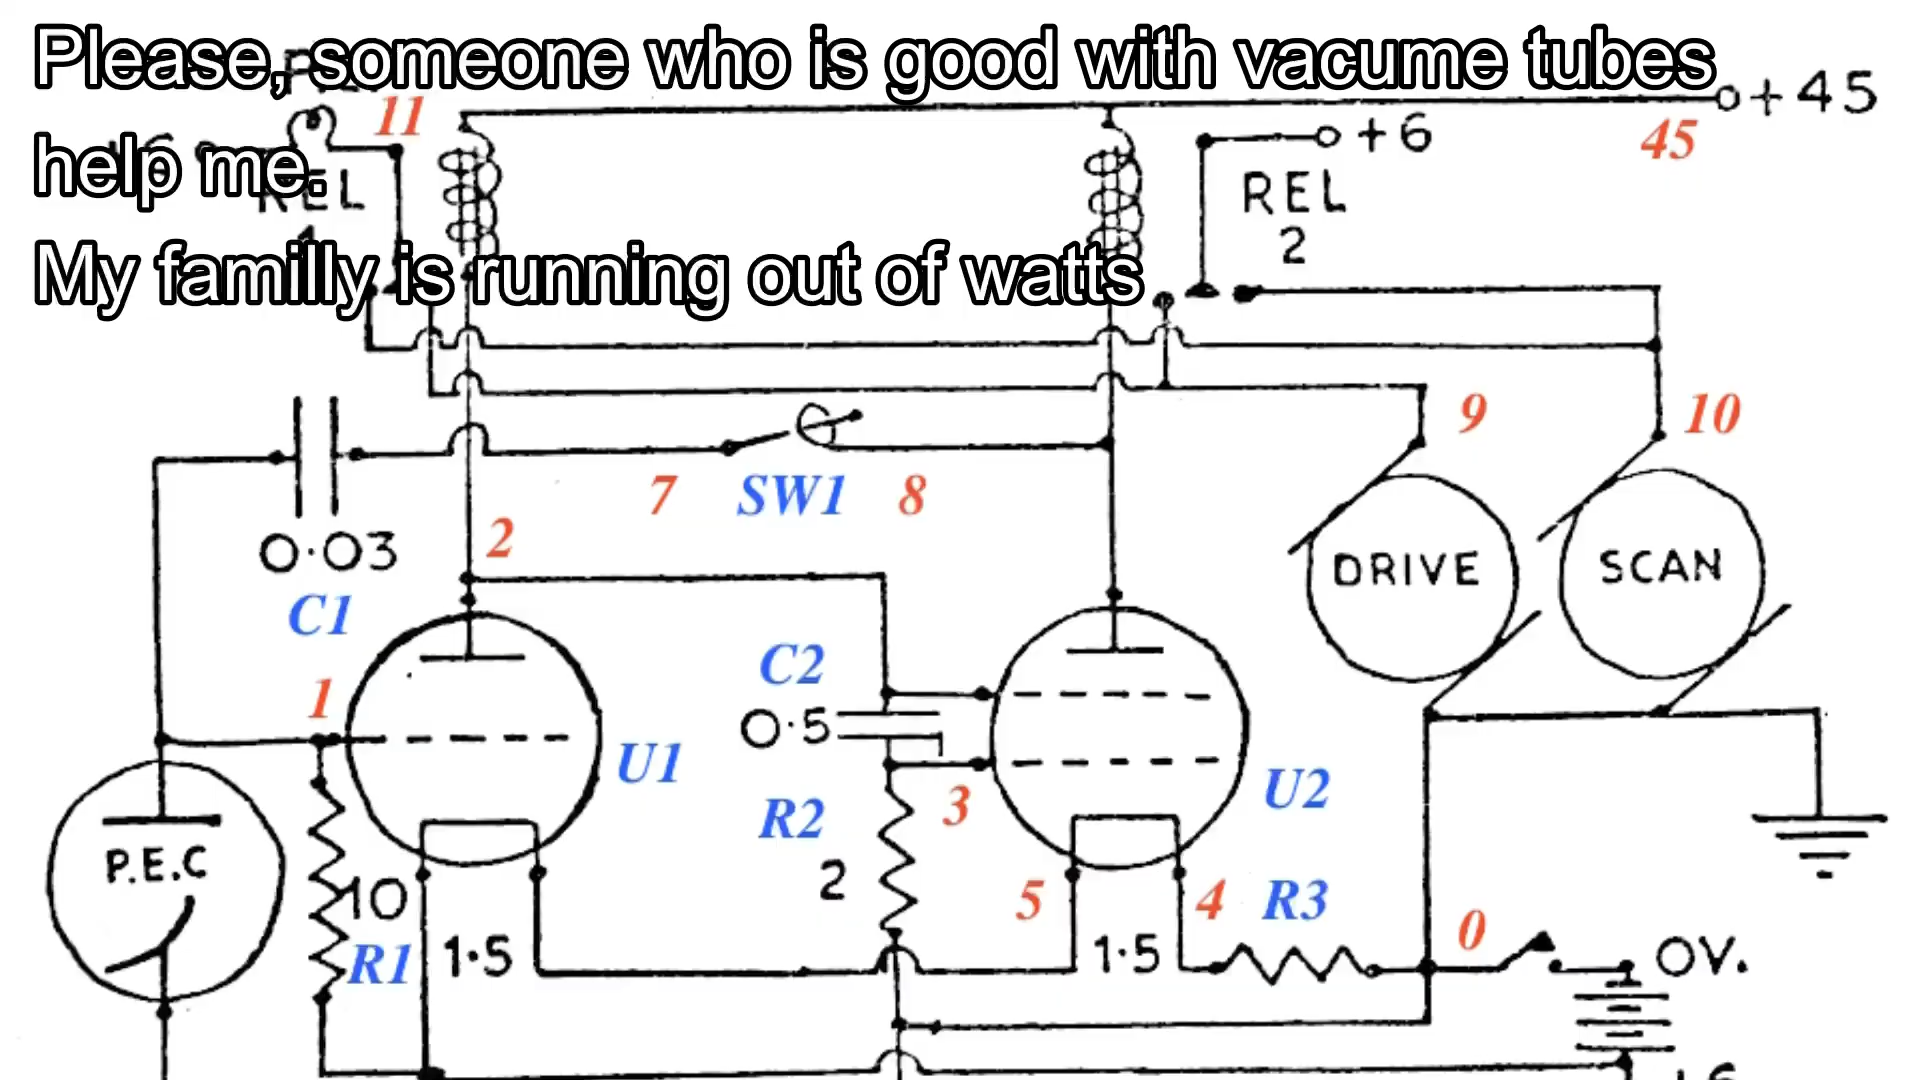 Please, someone who is good with vacume tubes
help me.
My familly is running out of watts
11
+45
45
+6
REL
2
REL
9
10
7
SW1
8
2
0·03
C1
DRIVE
SCAN
1
C2
0·5
U1
3
U2
R2
2
P.E.C
10
R1
1·5
5
1·5
4
R3
0
0V.